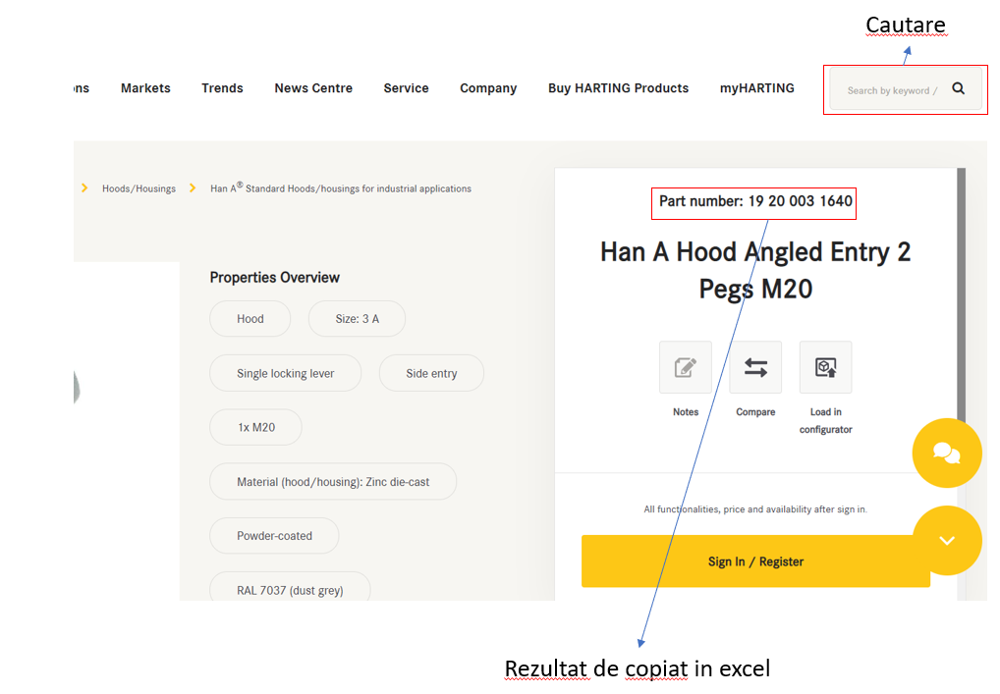 Cautare
ons Markets Trends News Centre Service Company Buy HARTING Products myHARTING Search by keyword /
Hoods/Housings Han A® Standard Hoods/housings for industrial applications
Part number: 19 20 003 1640
Han A Hood Angled Entry 2
Pegs M20
Properties Overview
Hood Size: 3 A
Single locking lever Side entry
1x M20
Material (hood/housing): Zinc die-cast
Powder-coated
RAL 7037 (dust grey)
Notes Compare Load in
configurator
All functionalities, price and availability after sign in.
Sign In / Register
Rezultat de copiat in excel